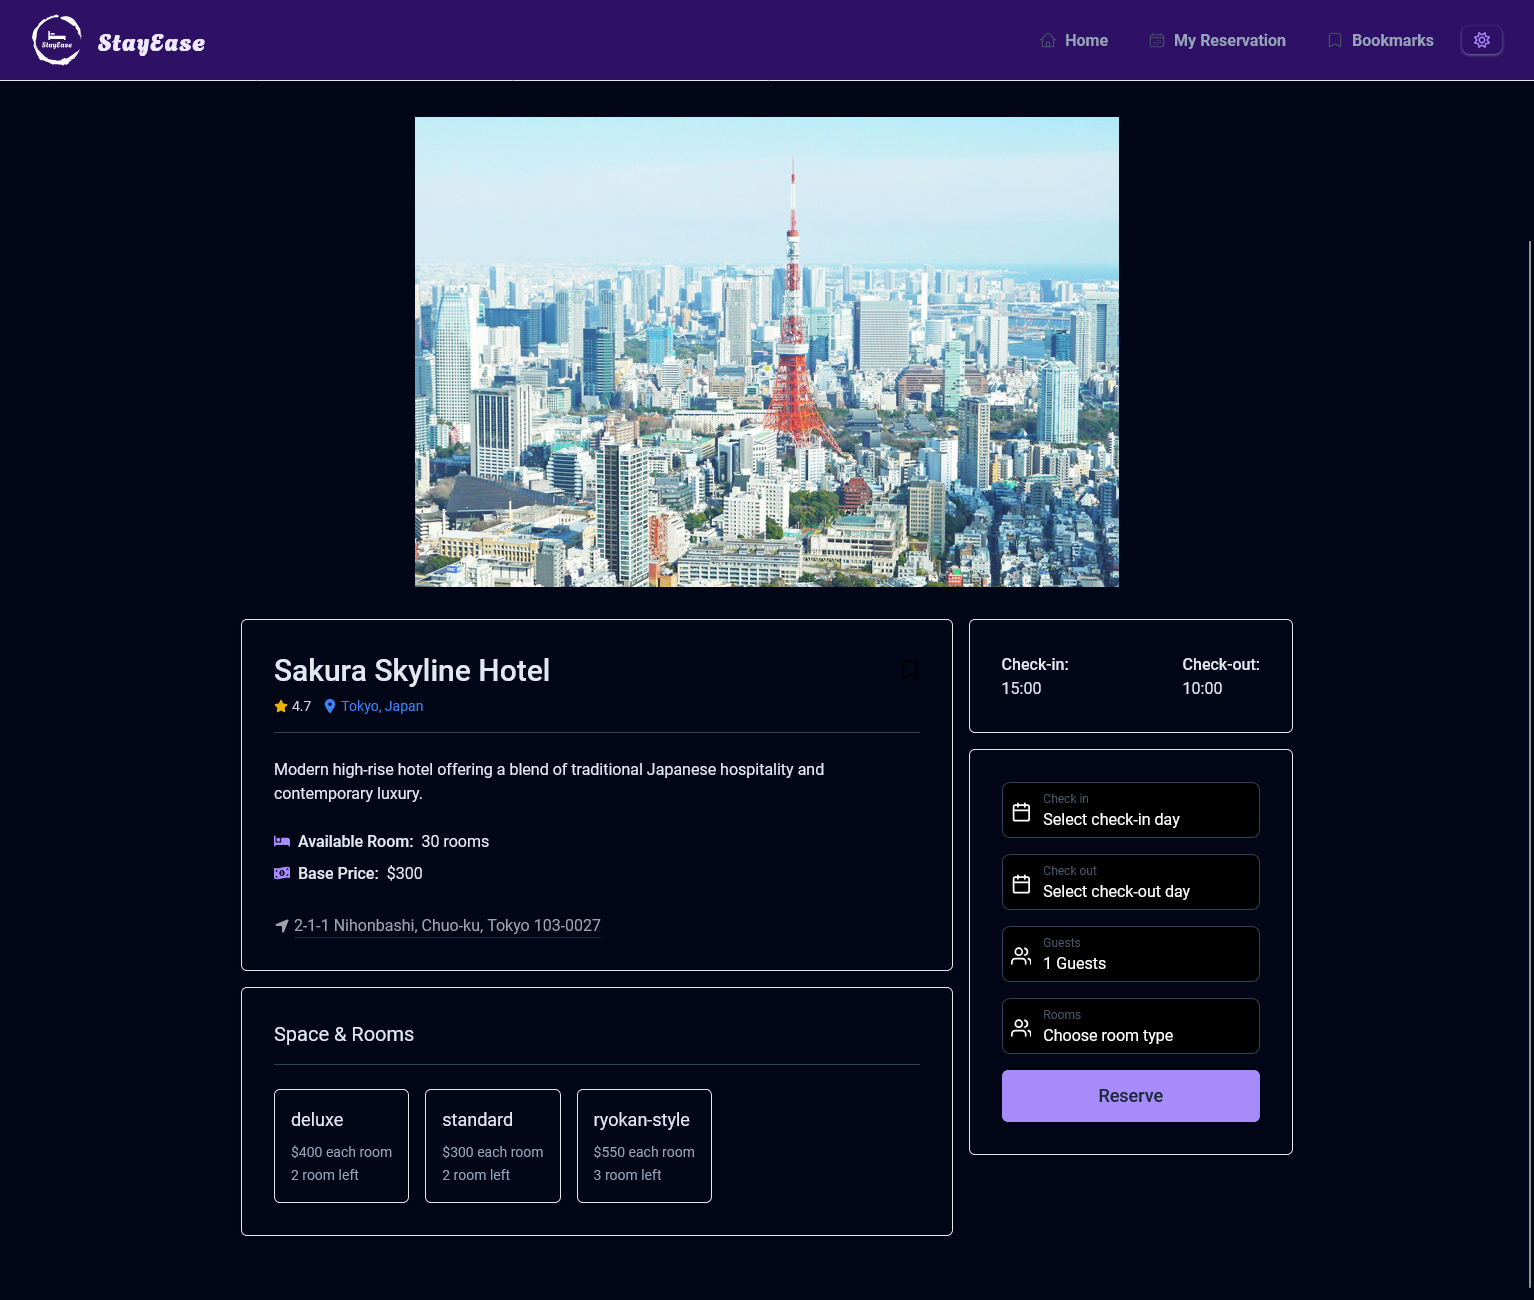 StayEase
StayEase
Home
My Reservation
Bookmarks
Sakura Skyline Hotel
4.7 Tokyo, Japan
Modern high-rise hotel offering a blend of traditional Japanese hospitality and
contemporary luxury.
Available Room: 30 rooms
Base Price: $300
2-1-1 Nihonbashi, Chuo-ku, Tokyo 103-0027
Space & Rooms
deluxe
$400 each room
2 room left
standard
$300 each room
2 room left
ryokan-style
$550 each room
3 room left
Check-in:
15:00
Check-out:
10:00
Check in
Select check-in day
Check out
Select check-out day
Guests
1 Guests
Rooms
Choose room type
Reserve